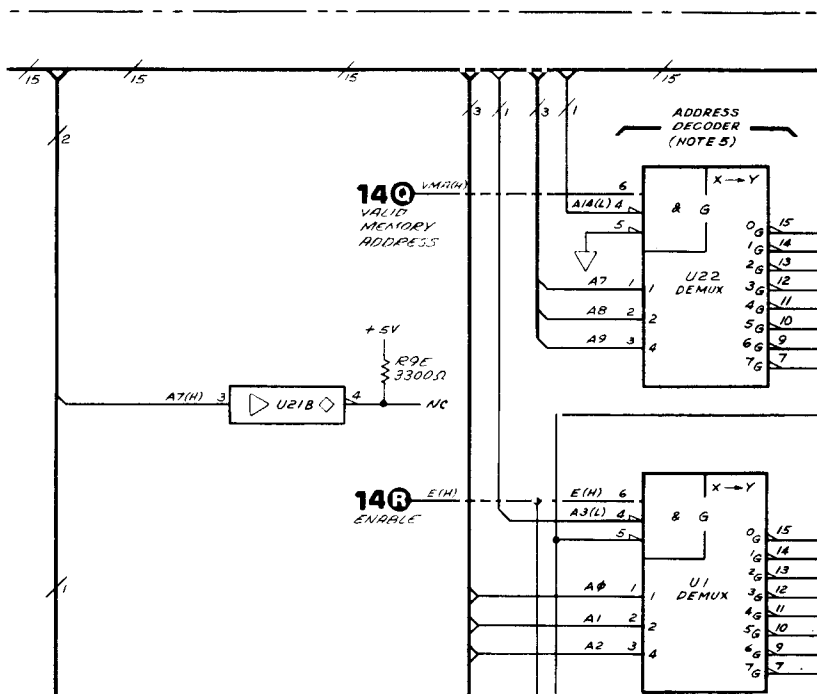 15 15 15 3 1 3 1 15
2
ADDRESS
DECODER
(NOTE 5)
14Q VMA(H) 6
VALID
MEMORY
ADDRESS
X→Y
A14(L) 4
& G
5
0G 15
1G 14
2G 13
U22
DEMUX
3G 12
4G 11
5G 10
6G 9
7G 7
A7 1 1
A8 2 2
A9 3 4
+5V
R9E
3300Ω
A7(H) 3 U21B 4 NC
14R E(H) E(H) 6
ENABLE
X→Y
A3(L) 4
& G
5
0G 15
1G 14
2G 13
U1
DEMUX
3G 12
4G 11
5G 10
6G 9
7G 7
1
A0 1 1
A1 2 2
A2 3 4